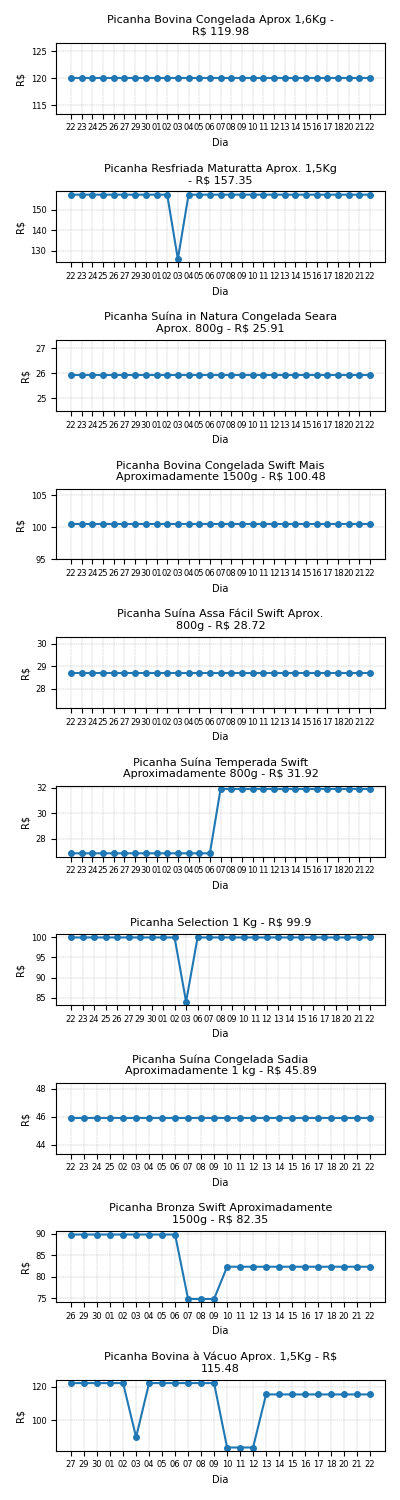 Picanha Bovina Congelada Aprox 1,6Kg -
R$ 119.98
125
120
115
R$
22 23 24 25 26 27 29 30 01 02 03 04 05 06 07 08 09 10 11 12 13 14 15 16 17 18 20 21 22
Dia
Picanha Resfriada Maturatta Aprox. 1,5Kg
- R$ 157.35
150
140
130
R$
22 23 24 25 26 27 29 30 01 02 03 04 05 06 07 08 09 10 11 12 13 14 15 16 17 18 20 21 22
Dia
Picanha Suína in Natura Congelada Seara
Aprox. 800g - R$ 25.91
27
26
25
R$
22 23 24 25 26 27 29 30 01 02 03 04 05 06 07 08 09 10 11 12 13 14 15 16 17 18 20 21 22
Dia
Picanha Bovina Congelada Swift Mais
Aproximadamente 1500g - R$ 100.48
105
100
95
R$
22 23 24 25 26 27 29 30 01 02 03 04 05 06 07 08 09 10 11 12 13 14 15 16 17 18 20 21 22
Dia
Picanha Suína Assa Fácil Swift Aprox.
800g - R$ 28.72
30
29
28
R$
22 23 24 25 26 27 29 30 01 02 03 04 05 06 07 08 09 10 11 12 13 14 15 16 17 18 20 21 22
Dia
Picanha Suína Temperada Swift
Aproximadamente 800g - R$ 31.92
32
30
28
R$
22 23 24 25 26 27 29 30 01 02 03 04 05 06 07 08 09 10 11 12 13 14 15 16 17 18 20 21 22
Dia
Picanha Selection 1 Kg - R$ 99.9
100
95
90
85
R$
22 23 24 25 26 27 29 30 01 02 03 06 07 08 09 10 11 12 13 14 15 16 17 18 20 21 22
Dia
Picanha Suína Congelada Sadia
Aproximadamente 1 kg - R$ 45.89
48
46
44
R$
22 23 24 25 02 03 04 05 06 07 08 09 10 11 12 13 14 15 16 17 18 20 21 22
Dia
Picanha Bronza Swift Aproximadamente
1500g - R$ 82.35
90
85
80
75
R$
26 29 30 01 02 03 04 05 06 07 08 09 10 11 12 13 14 15 16 17 18 20 21 22
Dia
Picanha Bovina à Vácuo Aprox. 1,5Kg - R$
115.48
120
100
R$
27 29 30 01 02 03 04 05 06 07 08 09 10 11 12 13 14 15 16 17 18 20 21 22
Dia